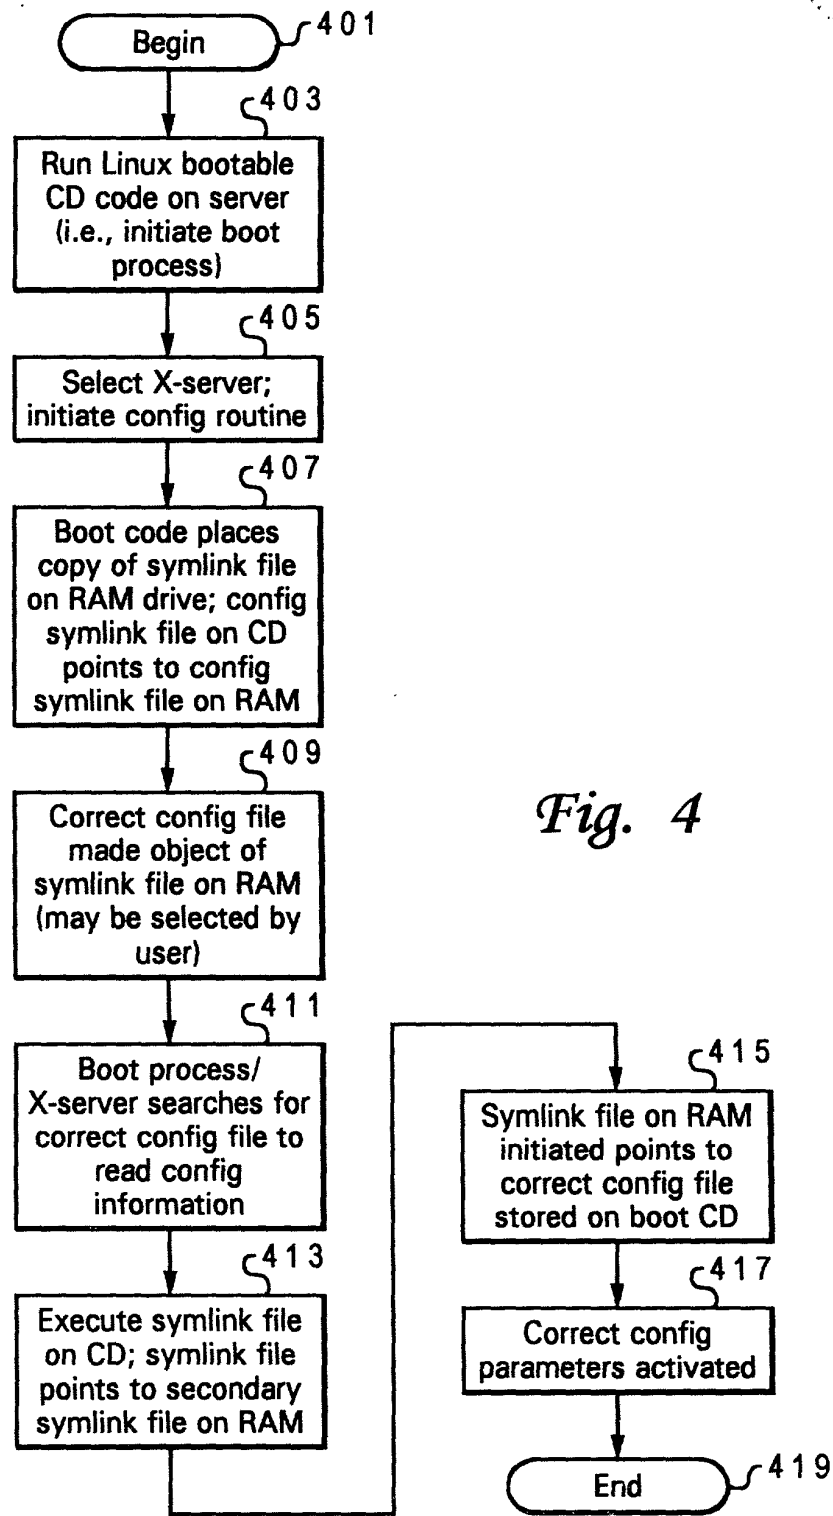 Begin
401
403
Run Linux bootable
CD code on server
(i.e., initiate boot
process)
405
Select X-server;
initiate config routine
407
Boot code places
copy of symlink file
on RAM drive; config
symlink file on CD
points to config
symlink file on RAM
409
Correct config file
made object of
symlink file on RAM
(may be selected by
user)
411
Boot process/
X-server searches for
correct config file to
read config
information
413
Execute symlink file
on CD; symlink file
points to secondary
symlink file on RAM
415
Symlink file on RAM
initiated points to
correct config file
stored on boot CD
417
Correct config
parameters activated
End
419
Fig. 4